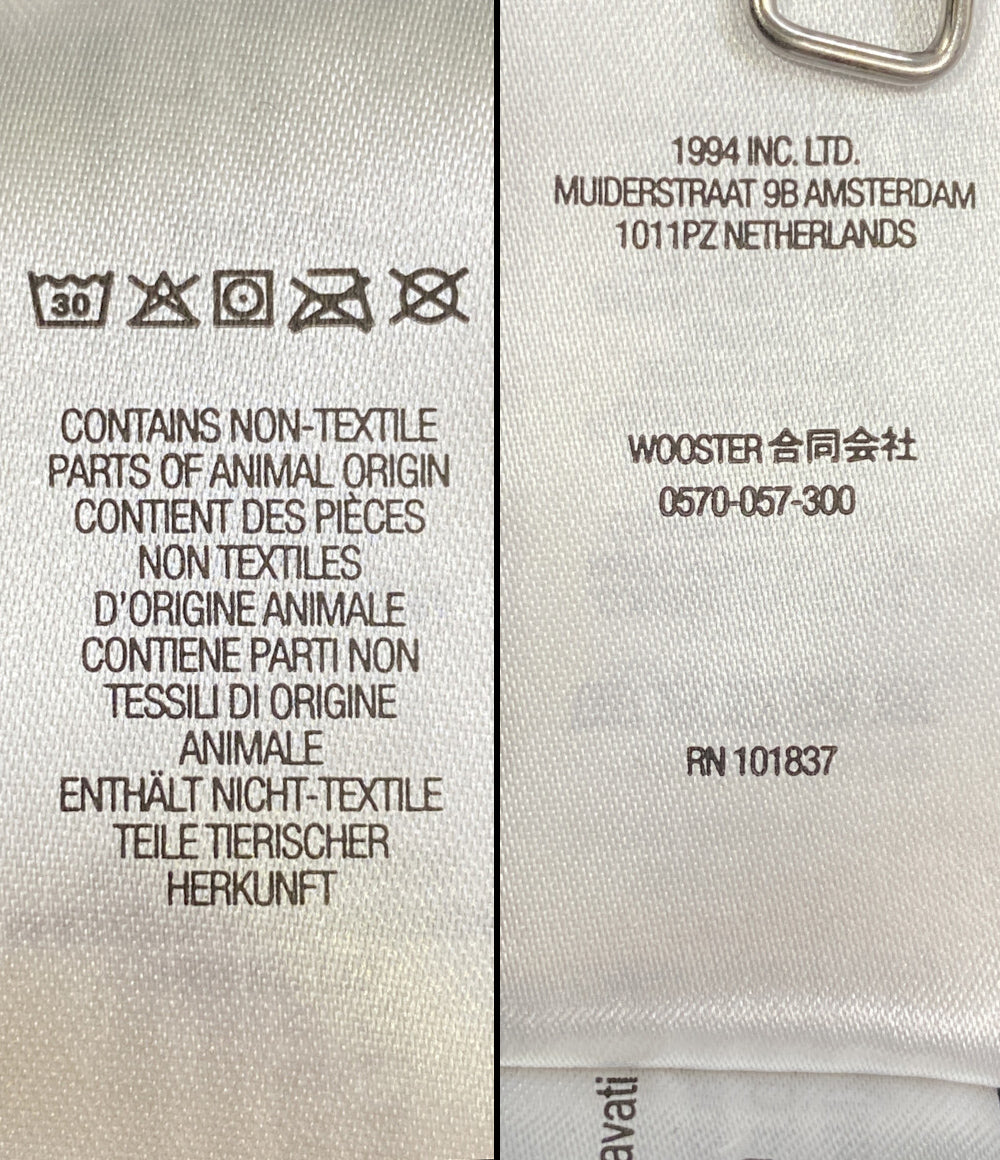 30
CONTAINS NON-TEXTILE
PARTS OF ANIMAL ORIGIN
CONTIENT DES PIÈCES
NON TEXTILES
D'ORIGINE ANIMALE
CONTIENE PARTI NON
TESSILI DI ORIGINE
ANIMALE
ENTHÄLT NICHT-TEXTILE
TEILE TIERISCHER
HERKUNFT
1994 INC. LTD.
MUIDERSTRAAT 9B AMSTERDAM
1011PZ NETHERLANDS
WOOSTER 合同会社
0570-057-300
RN 101837
avati